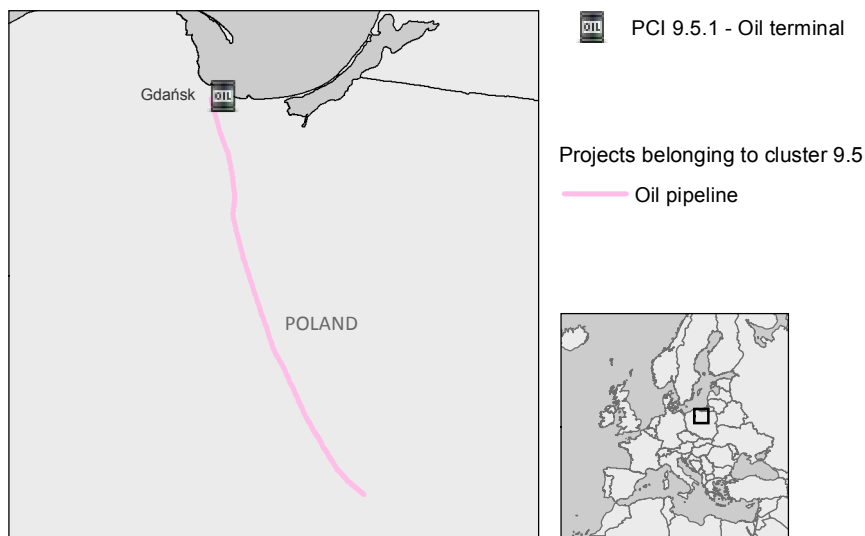 OIL
PCI 9.5.1 - Oil terminal
Gdańsk
OIL
Projects belonging to cluster 9.5
Oil pipeline
POLAND